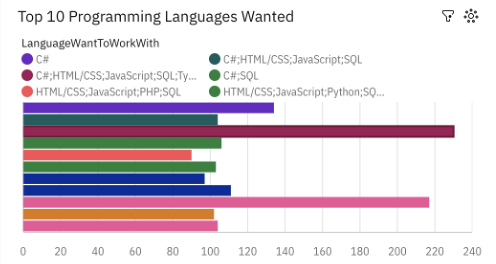 Top 10 Programming Languages Wanted
LanguageWantToWorkWith
C# C#;HTML/CSS;JavaScript;SQL
C#;HTML/CSS;JavaScript;SQL;Ty... C#;SQL
HTML/CSS;JavaScript;PHP;SQL HTML/CSS;JavaScript;Python;SQ...
0 20 40 60 80 100 120 140 160 180 200 220 240